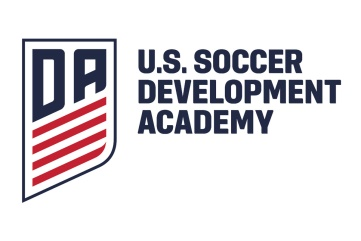 DA
U.S. SOCCER
DEVELOPMENT
ACADEMY